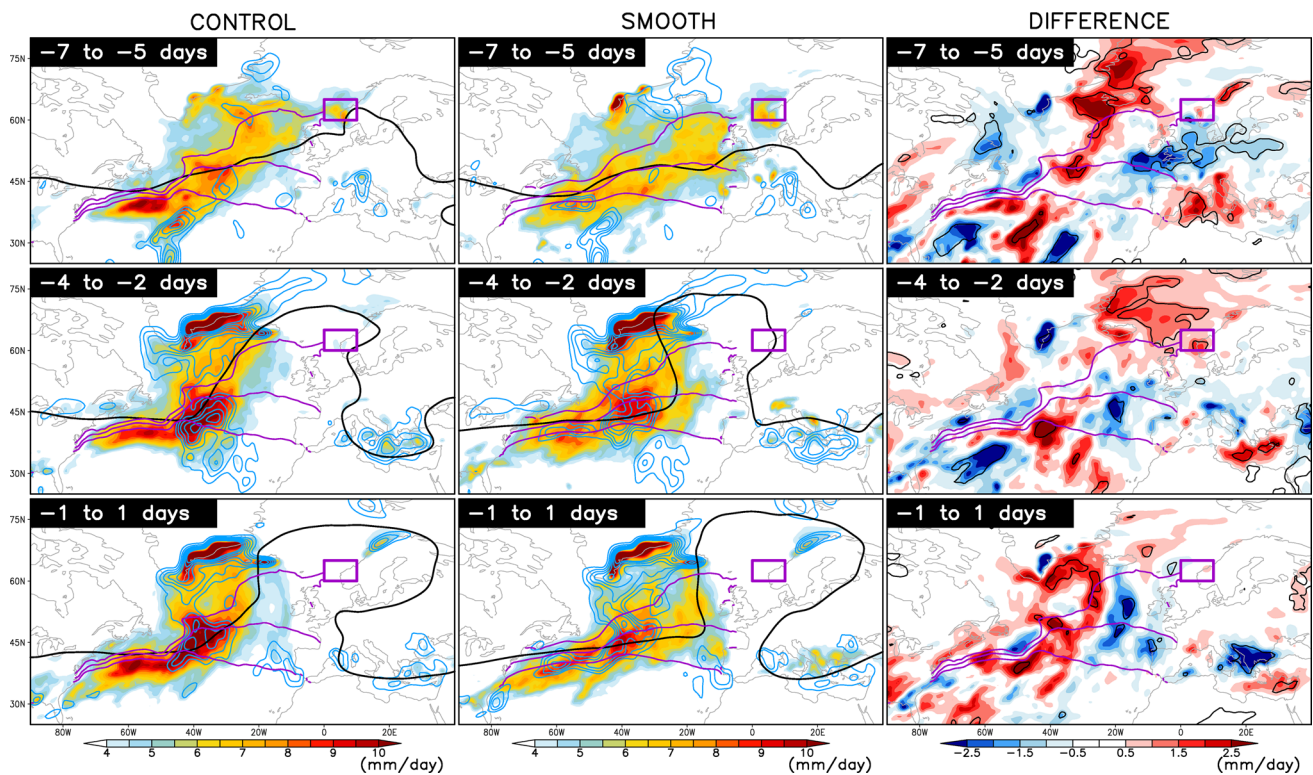 CONTROL SMOOTH DIFFERENCE
−7 to −5 days −7 to −5 days −7 to −5 days
75N
60N
45N
30N
−4 to −2 days −4 to −2 days −4 to −2 days
75N
60N
45N
30N
−1 to 1 days −1 to 1 days −1 to 1 days
75N
60N
45N
30N
80W 60W 40W 20W 0 20E 80W 60W 40W 20W 0 20E 80W 60W 40W 20W 0 20E
4 5 6 7 8 9 10 4 5 6 7 8 9 10 −2.5 −1.5 −0.5 0.5 1.5 2.5
(mm/day) (mm/day) (mm/day)